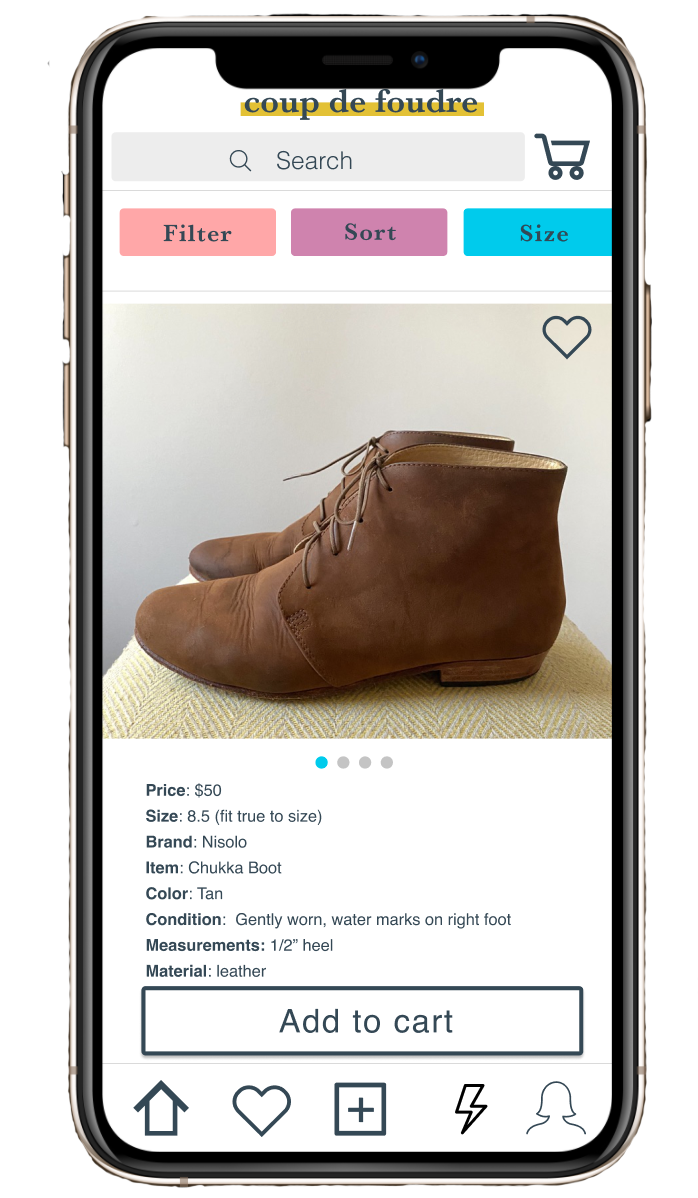 coup de foudre
Search
Filter
Sort
Size
Price: $50
Size: 8.5 (fit true to size)
Brand: Nisolo
Item: Chukka Boot
Color: Tan
Condition:  Gently worn, water marks on right foot
Measurements: 1/2” heel
Material: leather
Add to cart